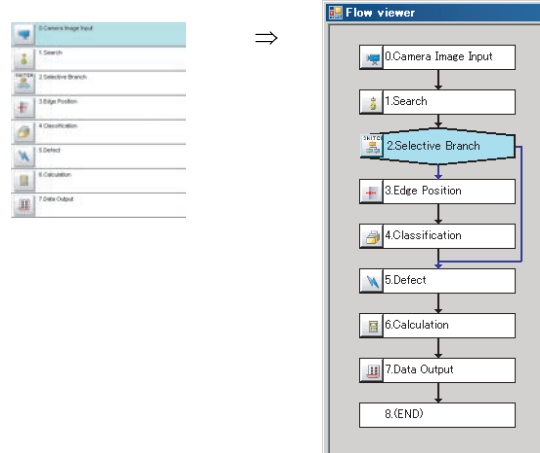 0.Camera Image Input
1.Search
2.Selective Branch
3.Edge Position
4.Classification
5.Defect
6.Calculation
7.Data Output
⇒
Flow viewer
0.Camera Image Input
1.Search
2.Selective Branch
3.Edge Position
4.Classification
5.Defect
6.Calculation
7.Data Output
8.(END)